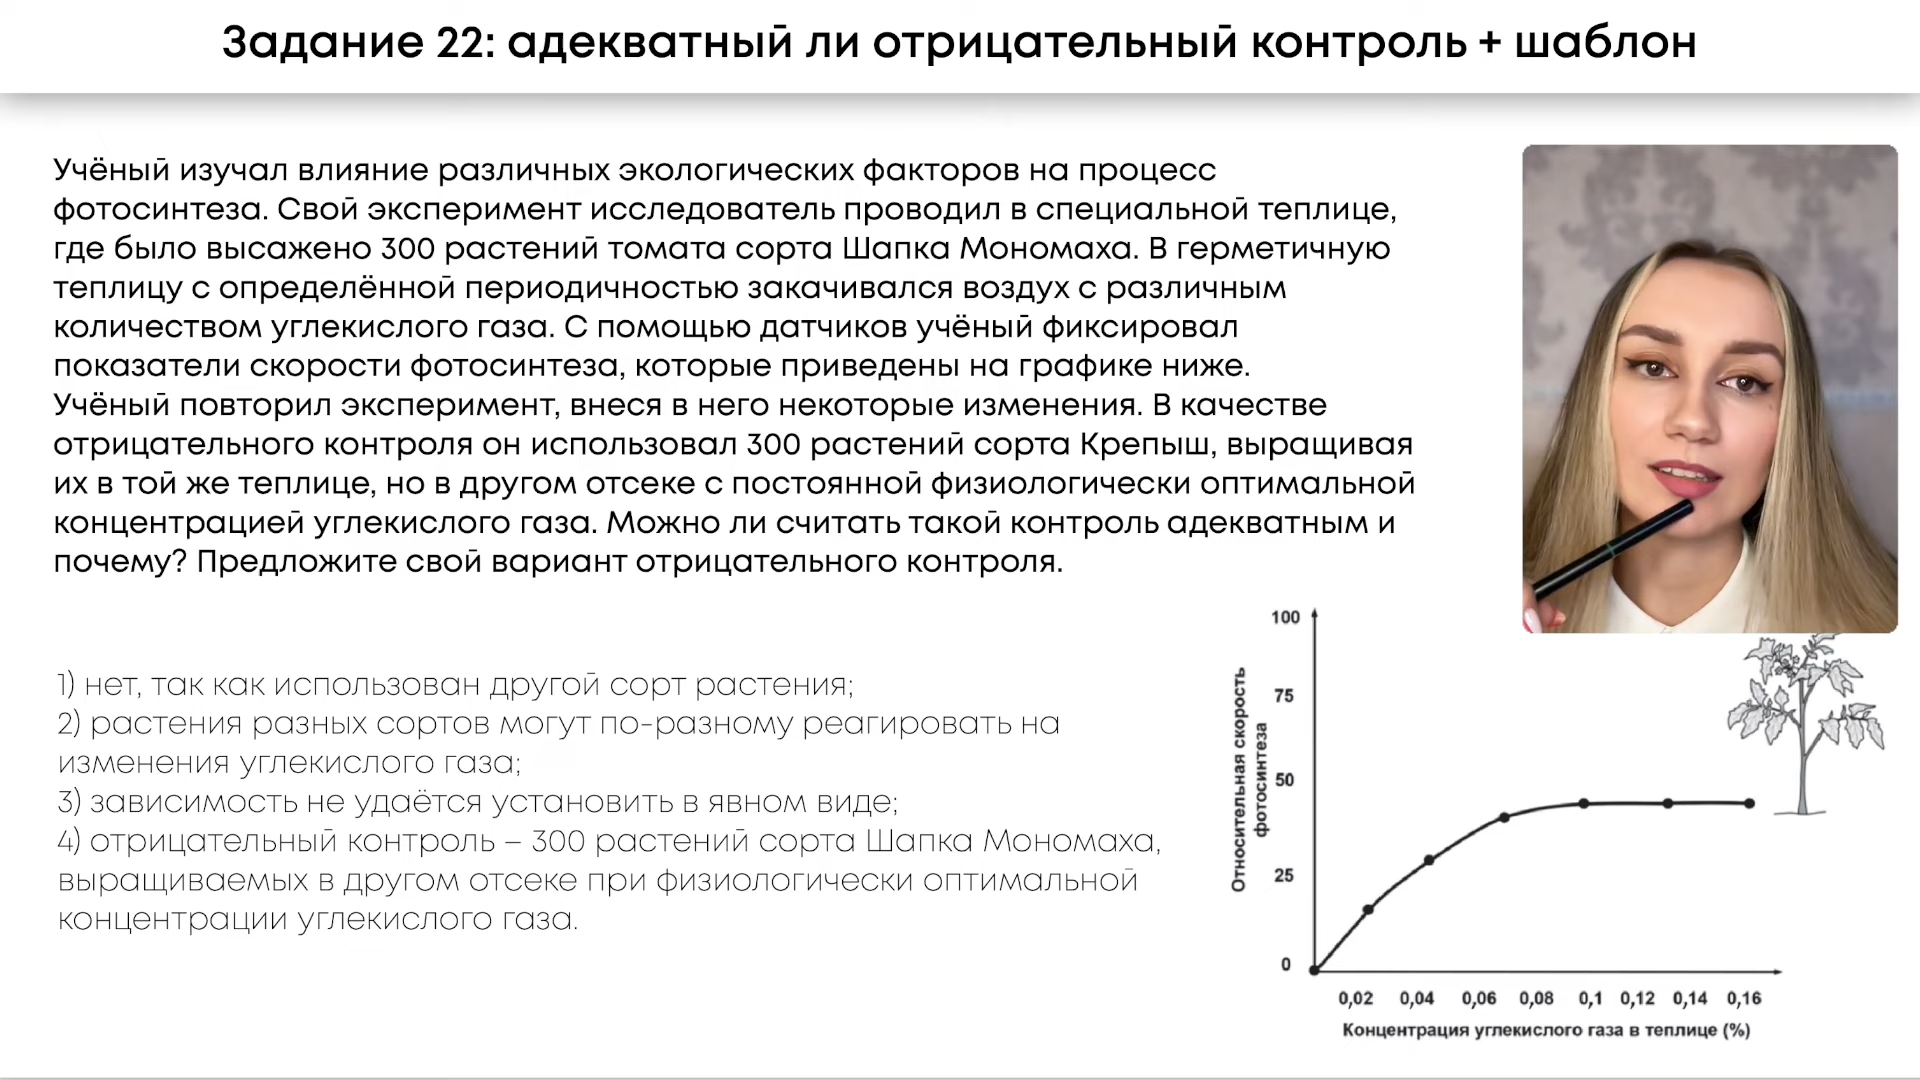 Задание 22: адекватный ли отрицательный контроль + шаблон
Учёный изучал влияние различных экологических факторов на процесс
фотосинтеза. Свой эксперимент исследователь проводил в специальной теплице,
где было высажено 300 растений томата сорта Шапка Мономаха. В герметичную
теплицу с определённой периодичностью закачивался воздух с различным
количеством углекислого газа. С помощью датчиков учёный фиксировал
показатели скорости фотосинтеза, которые приведены на графике ниже.
Учёный повторил эксперимент, внеся в него некоторые изменения. В качестве
отрицательного контроля он использовал 300 растений сорта Крепыш, выращивая
их в той же теплице, но в другом отсеке с постоянной физиологически оптимальной
концентрацией углекислого газа. Можно ли считать такой контроль адекватным и
почему? Предложите свой вариант отрицательного контроля.
1) нет, так как использован другой сорт растения;
2) растения разных сортов могут по-разному реагировать на
изменения углекислого газа;
3) зависимость не удаётся установить в явном виде;
4) отрицательный контроль – 300 растений сорта Шапка Мономаха,
выращиваемых в другом отсеке при физиологически оптимальной
концентрации углекислого газа.
Относительная скорость
фотосинтеза
100
75
50
25
0
0,02 0,04 0,06 0,08 0,1 0,12 0,14 0,16
Концентрация углекислого газа в теплице (%)